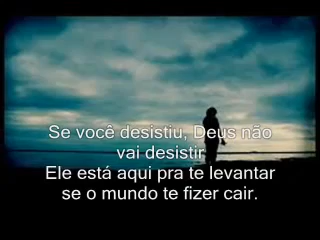 Se você desistiu, Deus não
vai desistir
Ele está aqui pra te levantar
se o mundo te fizer cair.